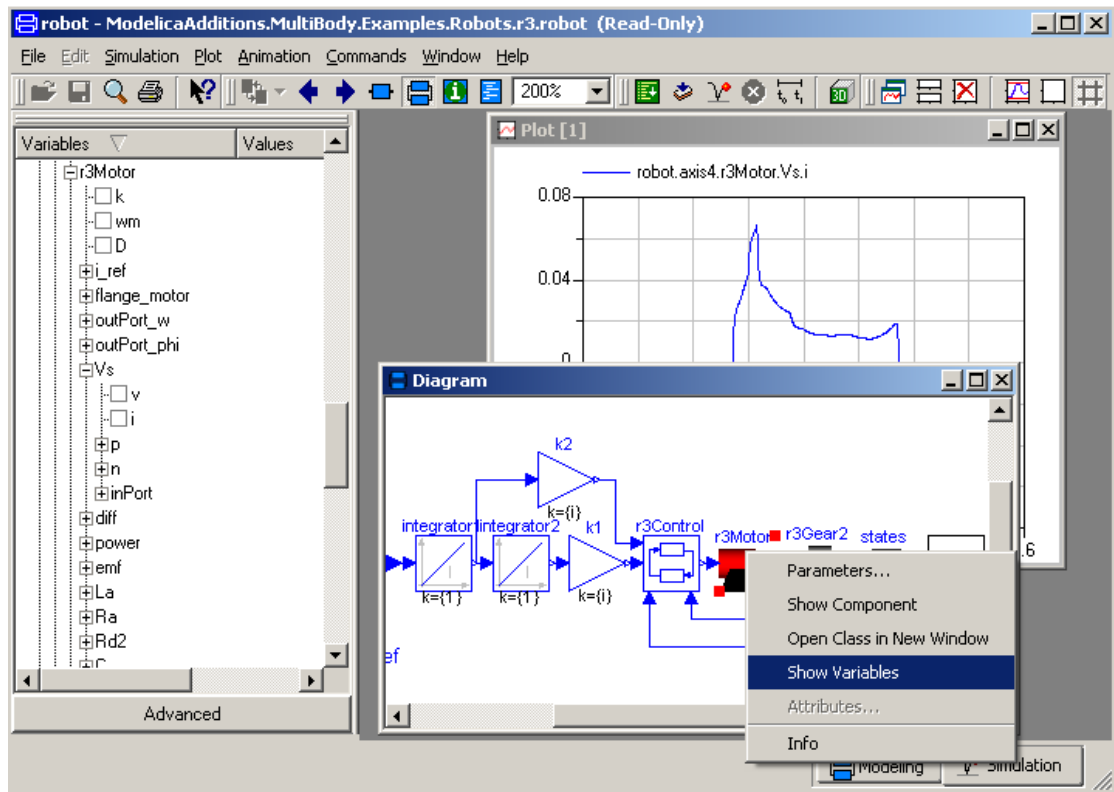 robot - ModelicaAdditions.MultiBody.Examples.Robots.r3.robot (Read-Only)
File Edit Simulation Plot Animation Commands Window Help
200%
3D
Variables Values
r3Motor
k
wm
D
i_ref
flange_motor
outPort_w
outPort_phi
Vs
v
i
p
n
inPort
diff
power
emf
La
Ra
Rd2
Advanced
Plot [1]
robot.axis4.r3Motor.Vs.i
0.08
0.04
0
.6
Diagram
k2
k={i}
integrator1 integrator2 k1 r3Control r3Motor r3Gear2 states
k={1} k={1} k={i}
ef
Parameters...
Show Component
Open Class in New Window
Show Variables
Attributes...
Info
Modeling Simulation